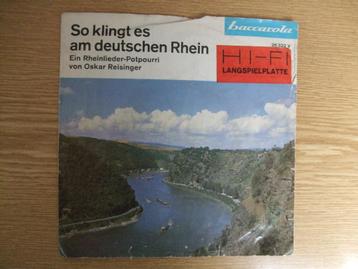 So klingt es
am deutschen Rhein
Ein Rheinlieder-Potpourri
von Oskar Reisinger
baccarola
HI-FI
LANGSPIELPLATTE